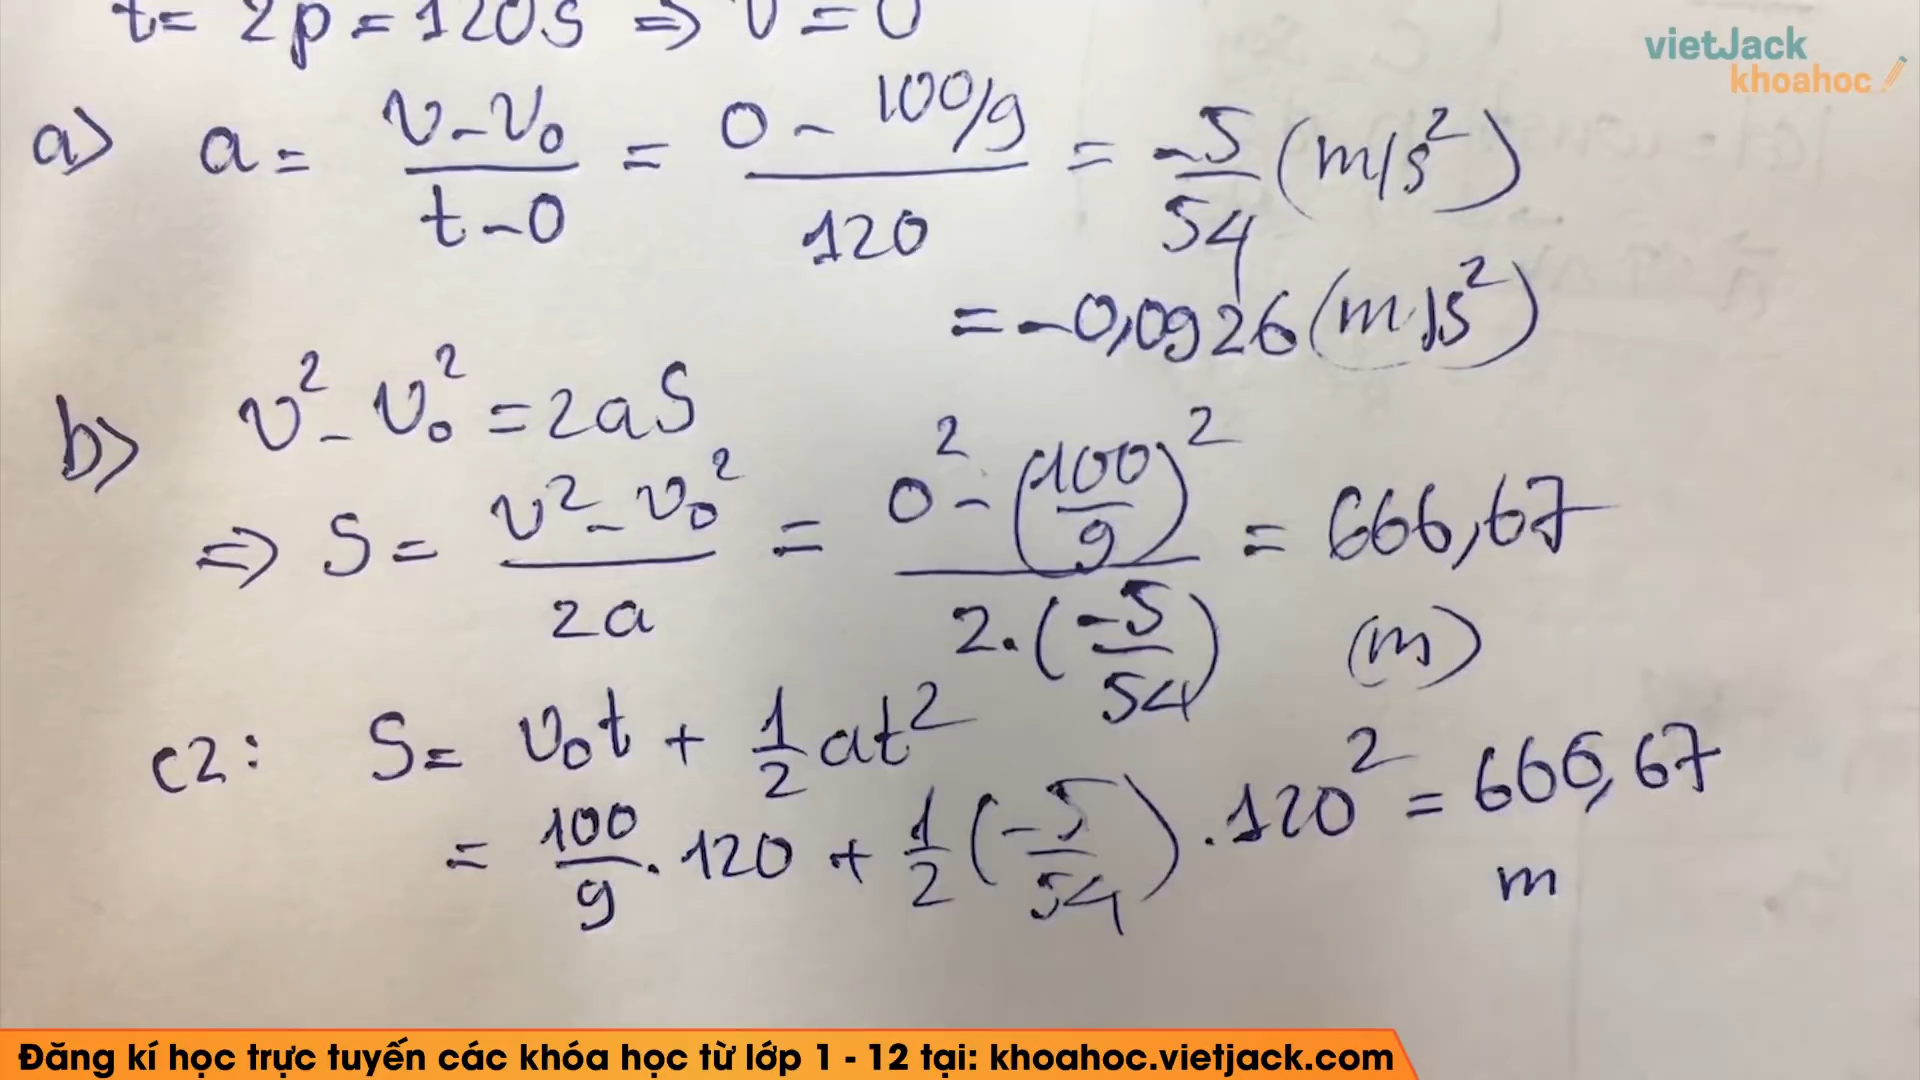 t = 2p = 120s => v = 0
vietJack
khoahoc
a) a = (v - v₀)/(t - 0) = (0 - 100/9)/120 = -5/54 (m/s²)
= -0,0926 (m/s²)
b) v² - v₀² = 2aS
=> S = (v² - v₀²)/2a = (0² - (100/9)²)/(2.(-5/54)) = 666,67
(m)
c2: S = v₀t + 1/2 at²
= 100/9 . 120 + 1/2 (-5/54) . 120² = 666,67
m
Đăng kí học trực tuyến các khóa học từ lớp 1 - 12 tại: khoahoc.vietjack.com